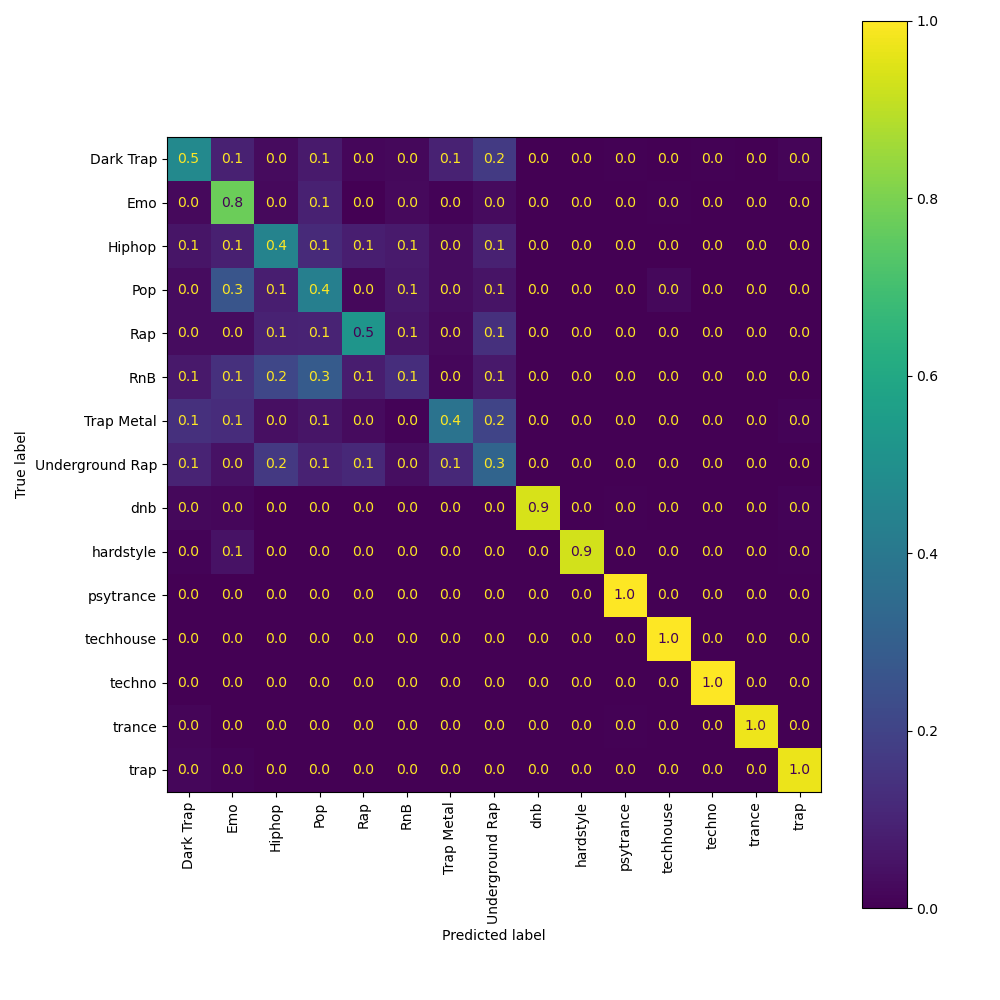 1.0
Dark Trap 0.5 0.1 0.0 0.1 0.0 0.0 0.1 0.2 0.0 0.0 0.0 0.0 0.0 0.0 0.0
Emo 0.0 0.8 0.0 0.1 0.0 0.0 0.0 0.0 0.0 0.0 0.0 0.0 0.0 0.0 0.0
0.8
Hiphop 0.1 0.1 0.4 0.1 0.1 0.1 0.0 0.1 0.0 0.0 0.0 0.0 0.0 0.0 0.0
Pop 0.0 0.3 0.1 0.4 0.0 0.1 0.0 0.1 0.0 0.0 0.0 0.0 0.0 0.0 0.0
Rap 0.0 0.0 0.1 0.1 0.5 0.1 0.0 0.1 0.0 0.0 0.0 0.0 0.0 0.0 0.0
RnB 0.1 0.1 0.2 0.3 0.1 0.1 0.0 0.1 0.0 0.0 0.0 0.0 0.0 0.0 0.0
0.6
Trap Metal 0.1 0.1 0.0 0.1 0.0 0.0 0.4 0.2 0.0 0.0 0.0 0.0 0.0 0.0 0.0
True label
Underground Rap 0.1 0.0 0.2 0.1 0.1 0.0 0.1 0.3 0.0 0.0 0.0 0.0 0.0 0.0 0.0
dnb 0.0 0.0 0.0 0.0 0.0 0.0 0.0 0.0 0.9 0.0 0.0 0.0 0.0 0.0 0.0
hardstyle 0.0 0.1 0.0 0.0 0.0 0.0 0.0 0.0 0.0 0.9 0.0 0.0 0.0 0.0 0.0
0.4
psytrance 0.0 0.0 0.0 0.0 0.0 0.0 0.0 0.0 0.0 0.0 1.0 0.0 0.0 0.0 0.0
techhouse 0.0 0.0 0.0 0.0 0.0 0.0 0.0 0.0 0.0 0.0 0.0 1.0 0.0 0.0 0.0
techno 0.0 0.0 0.0 0.0 0.0 0.0 0.0 0.0 0.0 0.0 0.0 0.0 1.0 0.0 0.0
trance 0.0 0.0 0.0 0.0 0.0 0.0 0.0 0.0 0.0 0.0 0.0 0.0 0.0 1.0 0.0
0.2
trap 0.0 0.0 0.0 0.0 0.0 0.0 0.0 0.0 0.0 0.0 0.0 0.0 0.0 0.0 1.0
Dark Trap
Emo
Hiphop
Pop
Rap
RnB
Trap Metal
Underground Rap
dnb
hardstyle
psytrance
techhouse
techno
trance
trap
0.0
Predicted label